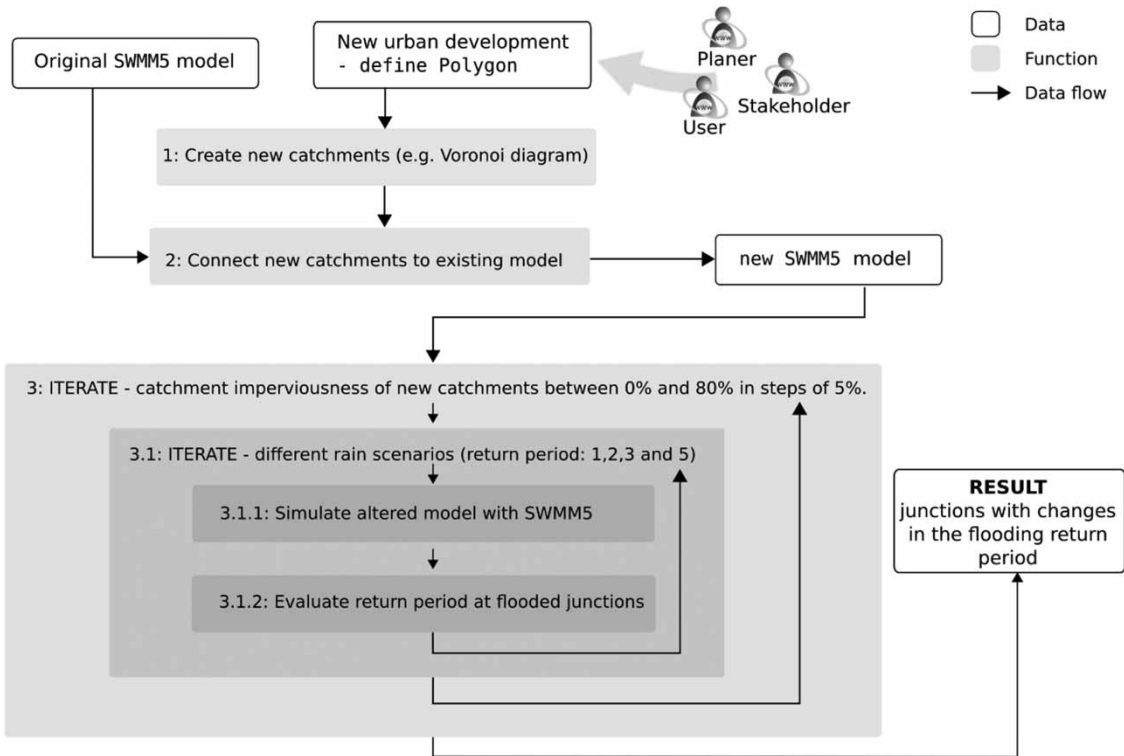 Original SWMM5 model
New urban development
- define Polygon
Planer
Stakeholder
User
Data
Function
Data flow
1: Create new catchments (e.g. Voronoi diagram)
2: Connect new catchments to existing model
new SWMM5 model
3: ITERATE - catchment imperviousness of new catchments between 0% and 80% in steps of 5%.
3.1: ITERATE - different rain scenarios (return period: 1,2,3 and 5)
3.1.1: Simulate altered model with SWMM5
3.1.2: Evaluate return period at flooded junctions
RESULT
junctions with changes
in the flooding return
period